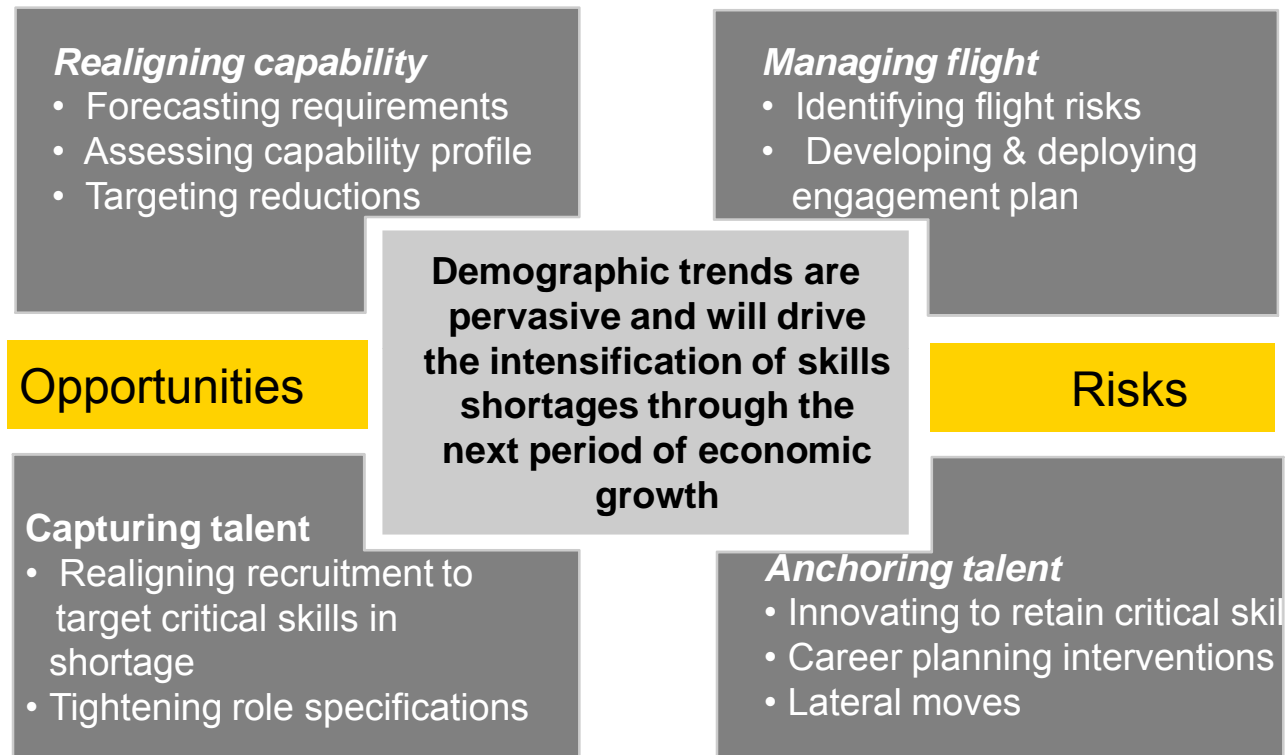 Realigning capability
• Forecasting requirements
• Assessing capability profile
• Targeting reductions
Managing flight
• Identifying flight risks
• Developing & deploying
engagement plan
Demographic trends are
pervasive and will drive
the intensification of skills
shortages through the
next period of economic
growth
Opportunities
Risks
Capturing talent
• Realigning recruitment to
target critical skills in
shortage
• Tightening role specifications
Anchoring talent
• Innovating to retain critical skil
• Career planning interventions
• Lateral moves